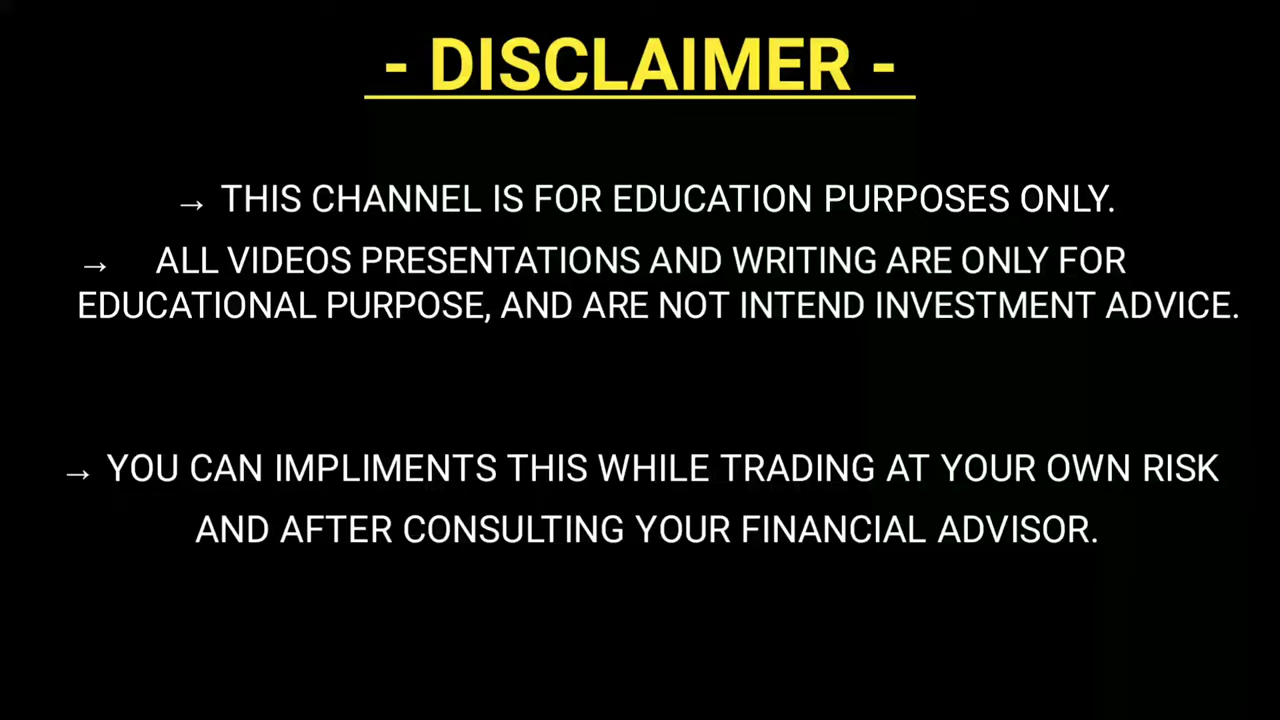 - DISCLAIMER -
→ THIS CHANNEL IS FOR EDUCATION PURPOSES ONLY.
→ ALL VIDEOS PRESENTATIONS AND WRITING ARE ONLY FOR
EDUCATIONAL PURPOSE, AND ARE NOT INTEND INVESTMENT ADVICE.
→ YOU CAN IMPLIMENTS THIS WHILE TRADING AT YOUR OWN RISK
AND AFTER CONSULTING YOUR FINANCIAL ADVISOR.